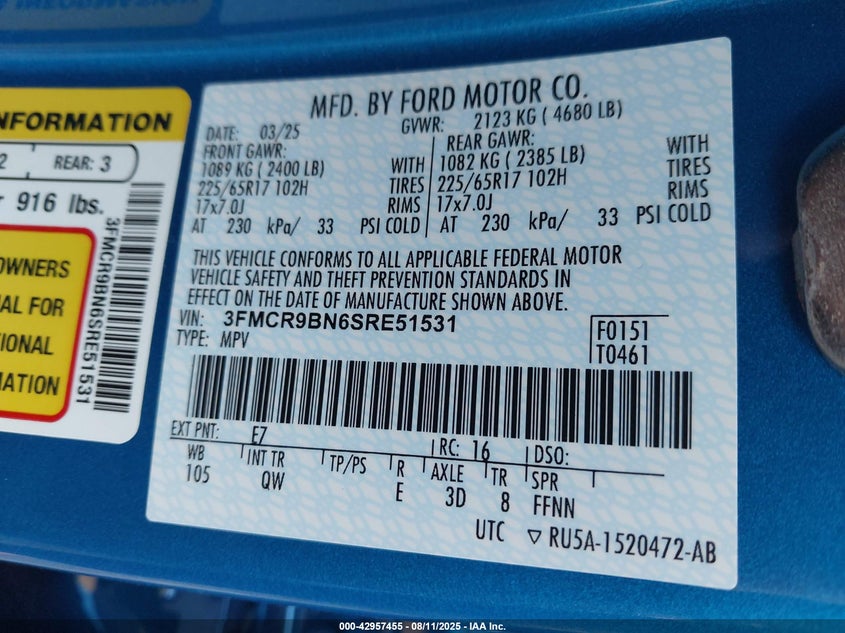 NFORMATION
2
REAR: 3
916 lbs.
3FMCR9BN6SRE51531
OWNERS
AL FOR
TIONAL
MATION
MFD. BY FORD MOTOR CO.
DATE: 03/25 GVWR: 2123 KG ( 4680 LB)
FRONT GAWR: REAR GAWR:
1089 KG ( 2400 LB) WITH 1082 KG ( 2385 LB) WITH
225/65R17 102H TIRES 225/65R17 102H TIRES
17x7.0J RIMS 17x7.0J RIMS
AT 230 kPa/ 33 PSI COLD AT 230 kPa/ 33 PSI COLD
THIS VEHICLE CONFORMS TO ALL APPLICABLE FEDERAL MOTOR
VEHICLE SAFETY AND THEFT PREVENTION STANDARDS IN
EFFECT ON THE DATE OF MANUFACTURE SHOWN ABOVE.
VIN: 3FMCR9BN6SRE51531
TYPE: MPV
F0151
T0461
EXT PNT: E7 RC: 16 DSO:
WB INT TR TP/PS R AXLE TR SPR
105 QW E 3D 8 FFNN
UTC ▽ RU5A-1520472-AB
000-42957455 - 08/11/2025 - IAA Inc.